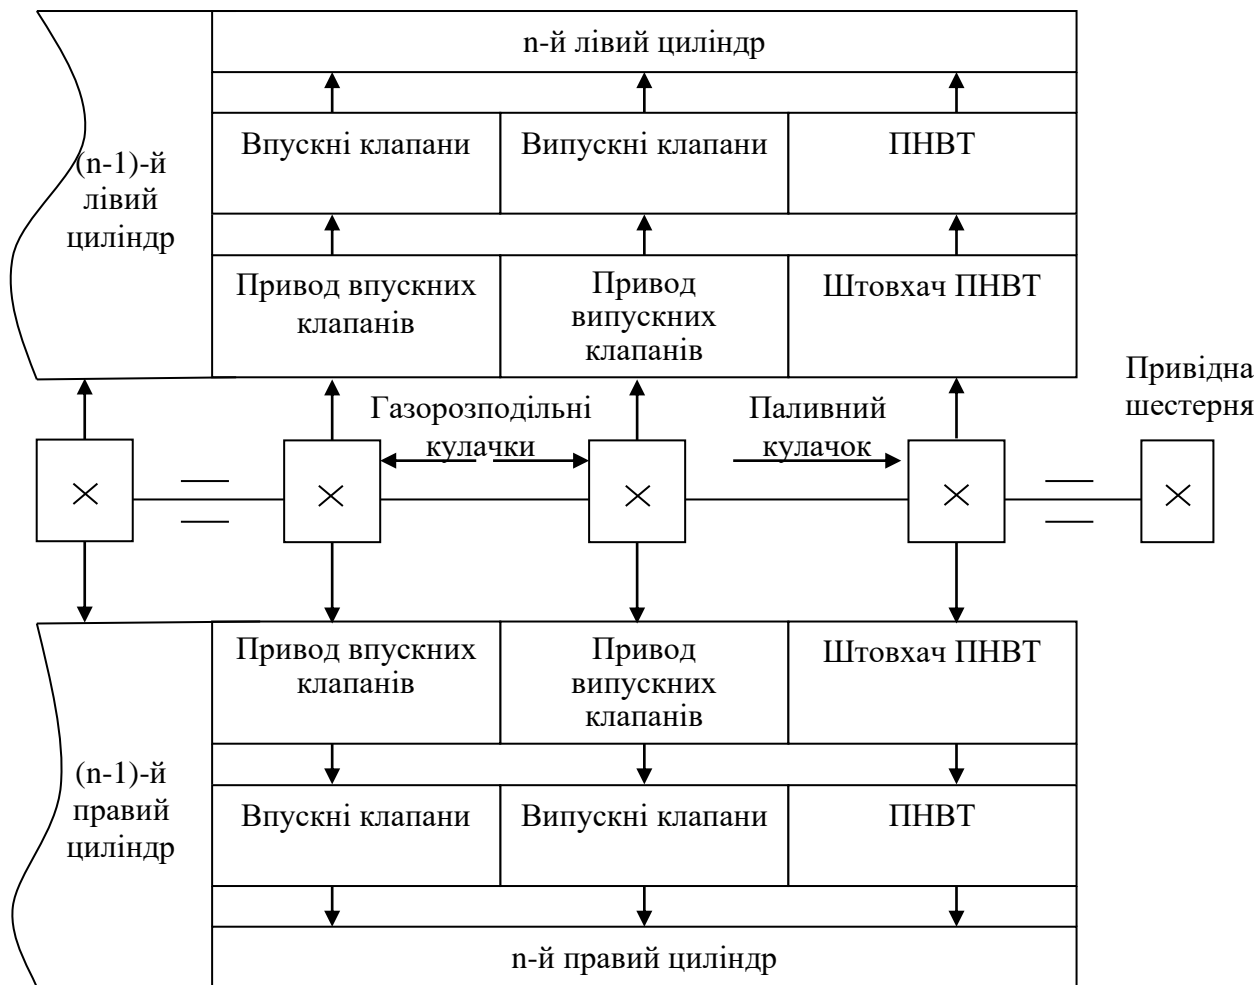 n-й лівий циліндр
Впускні клапани
Випускні клапани
ПНВТ
(n-1)-й
лівий
циліндр
Привод впускних
клапанів
Привод
випускних
клапанів
Штовхач ПНВТ
Привідна
шестерня
Газорозподільні
кулачки
Паливний
кулачок
Привод впускних
клапанів
Привод
випускних
клапанів
Штовхач ПНВТ
(n-1)-й
правий
циліндр
Впускні клапани
Випускні клапани
ПНВТ
n-й правий циліндр